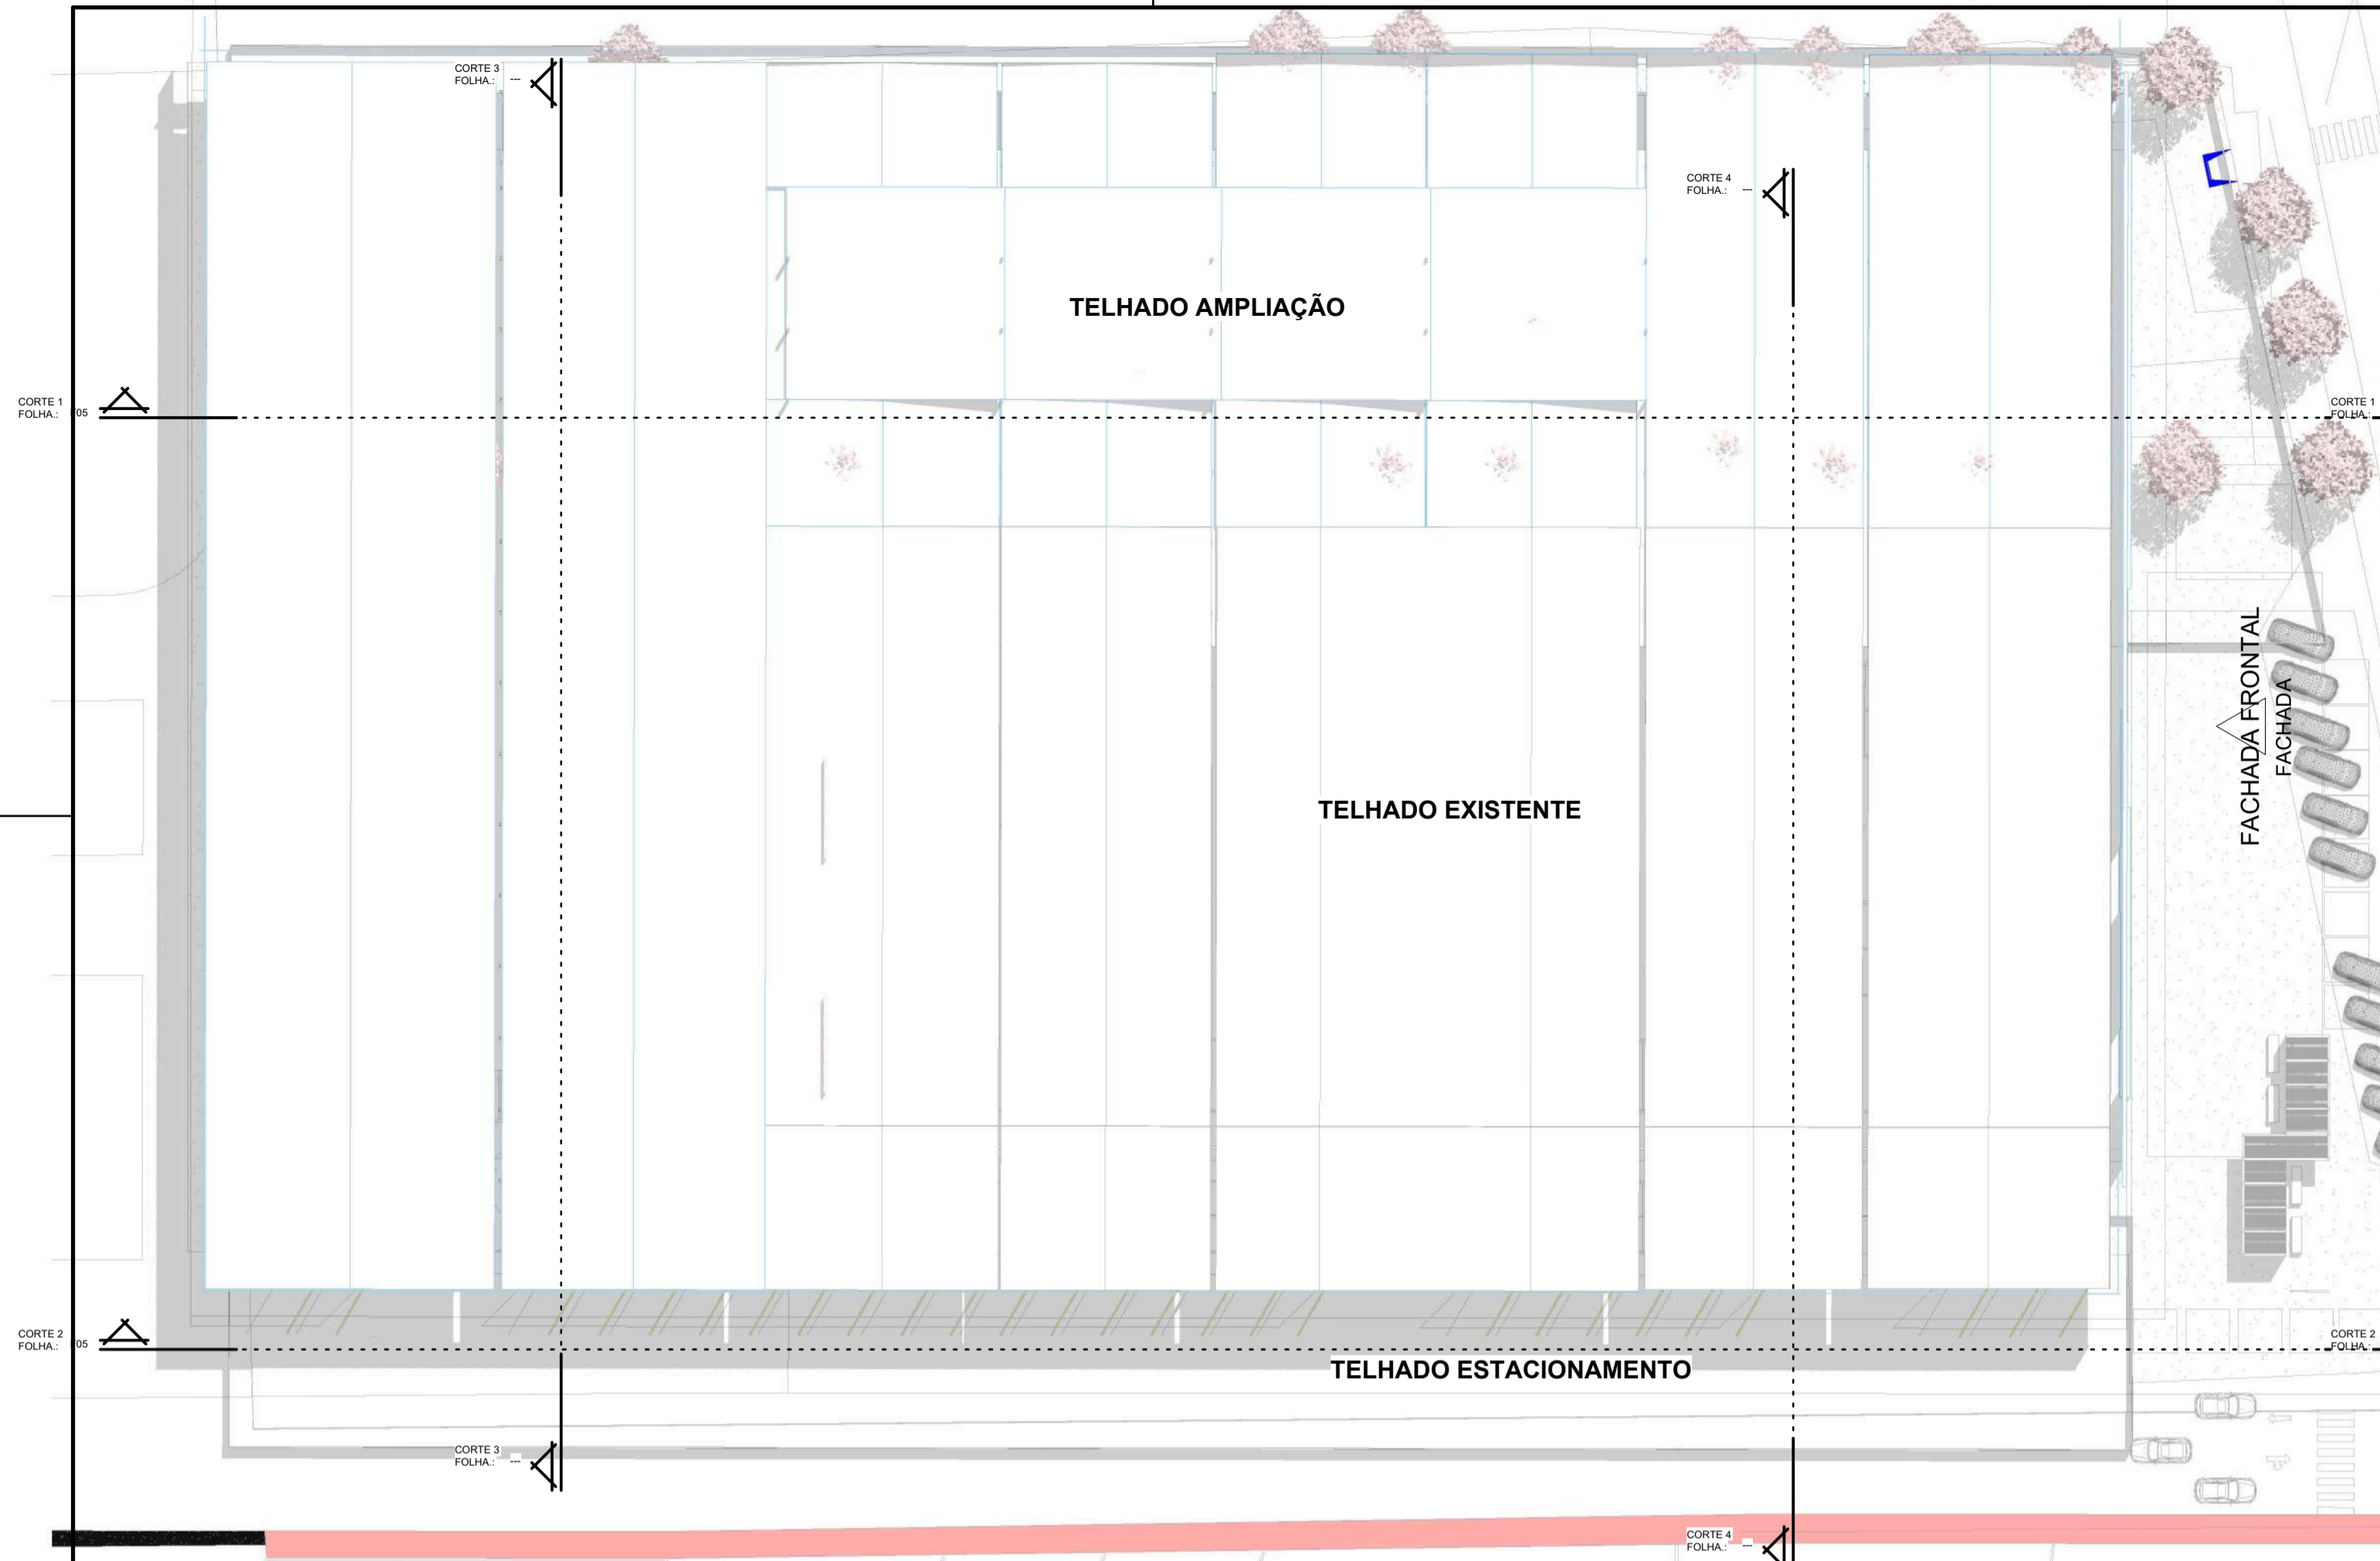 CORTE 3
FOLHA.: ---
CORTE 4
FOLHA.: ---
TELHADO AMPLIAÇÃO
CORTE 1
FOLHA.: 05
CORTE 1
FOLHA.:
FACHADA FRONTAL
FACHADA
TELHADO EXISTENTE
CORTE 2
FOLHA.: 05
CORTE 2
FOLHA.:
TELHADO ESTACIONAMENTO
CORTE 3
FOLHA.: ---
CORTE 4
FOLHA.: ---